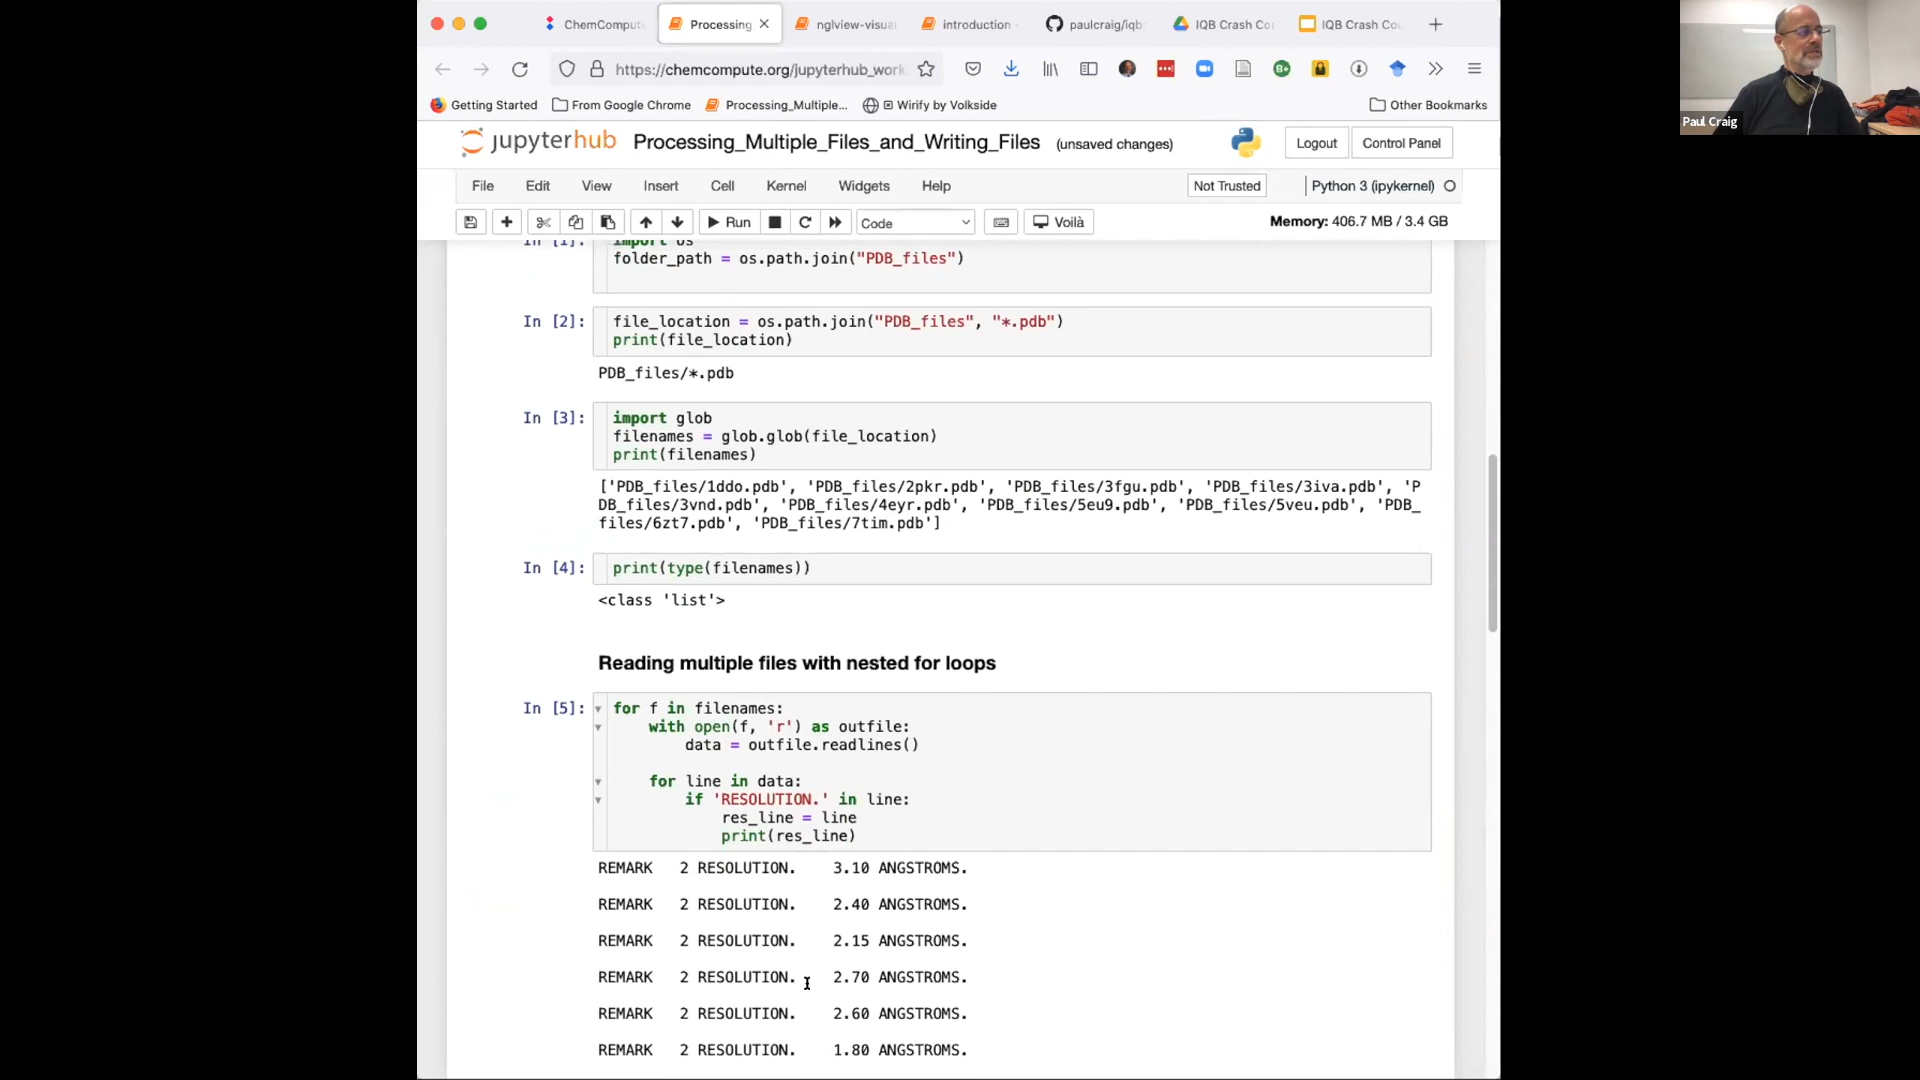 ChemCompute
Processing
nglview-visua
introduction -
paulcraig/iqb
IQB Crash Co
IQB Crash Co
https://chemcompute.org/jupyterhub_work
Getting Started
From Google Chrome
Processing_Multiple...
Wirify by Volkside
Other Bookmarks
jupyterhub
Processing_Multiple_Files_and_Writing_Files
(unsaved changes)
Logout
Control Panel
File
Edit
View
Insert
Cell
Kernel
Widgets
Help
Not Trusted
Python 3 (ipykernel)
Run
Code
Voilà
Memory: 406.7 MB / 3.4 GB
In [1]:
import os
folder_path = os.path.join("PDB_files")
In [2]:
file_location = os.path.join("PDB_files", "*.pdb")
print(file_location)
PDB_files/*.pdb
In [3]:
import glob
filenames = glob.glob(file_location)
print(filenames)
['PDB_files/1ddo.pdb', 'PDB_files/2pkr.pdb', 'PDB_files/3fgu.pdb', 'PDB_files/3iva.pdb', 'P
DB_files/3vnd.pdb', 'PDB_files/4eyr.pdb', 'PDB_files/5eu9.pdb', 'PDB_files/5veu.pdb', 'PDB_
files/6zt7.pdb', 'PDB_files/7tim.pdb']
In [4]:
print(type(filenames))
<class 'list'>
Reading multiple files with nested for loops
In [5]:
for f in filenames:
with open(f, 'r') as outfile:
data = outfile.readlines()
for line in data:
if 'RESOLUTION.' in line:
res_line = line
print(res_line)
REMARK   2 RESOLUTION.    3.10 ANGSTROMS.
REMARK   2 RESOLUTION.    2.40 ANGSTROMS.
REMARK   2 RESOLUTION.    2.15 ANGSTROMS.
REMARK   2 RESOLUTION.    2.70 ANGSTROMS.
REMARK   2 RESOLUTION.    2.60 ANGSTROMS.
REMARK   2 RESOLUTION.    1.80 ANGSTROMS.
Paul Craig